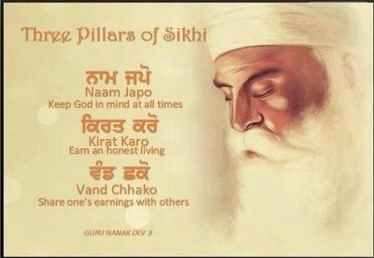 Three Pillars of Sikhi
ਨਾਮ ਜਪੋ
Naam Japo
Keep God in mind at all times
ਕਿਰਤ ਕਰੋ
Kirat Karo
Earn an honest living
ਵੰਡ ਛਕੋ
Vand Chhako
Share one's earnings with others
GURU NANAK DEV JI